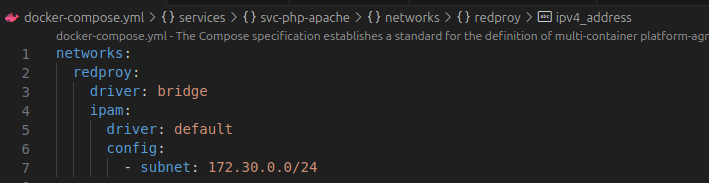 docker-compose.yml > {} services > {} svc-php-apache > {} networks > {} redproy > abc ipv4_address
docker-compose.yml - The Compose specification establishes a standard for the definition of multi-container platform-agn
1 networks:
2   redproy:
3     driver: bridge
4     ipam:
5       driver: default
6       config:
7         - subnet: 172.30.0.0/24